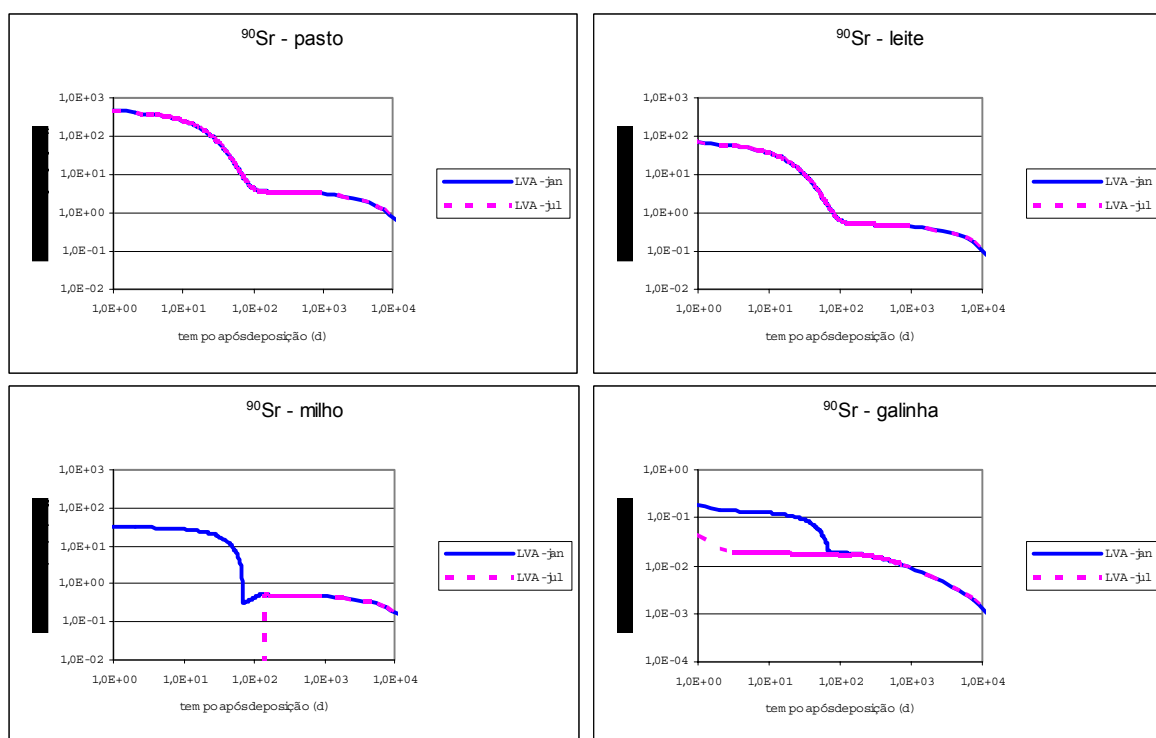 ⁹⁰Sr - pasto
1,0E+03
1,0E+02
1,0E+01
1,0E+00
1,0E-01
1,0E-02
1,0E+00 1,0E+01 1,0E+02 1,0E+03 1,0E+04
tempo após deposição (d)
LVA-jan
LVA-jul
⁹⁰Sr - leite
1,0E+03
1,0E+02
1,0E+01
1,0E+00
1,0E-01
1,0E-02
1,0E+00 1,0E+01 1,0E+02 1,0E+03 1,0E+04
tempo após deposição (d)
LVA-jan
LVA-jul
⁹⁰Sr - milho
1,0E+03
1,0E+02
1,0E+01
1,0E+00
1,0E-01
1,0E-02
1,0E+00 1,0E+01 1,0E+02 1,0E+03 1,0E+04
tempo após deposição (d)
LVA-jan
LVA-jul
⁹⁰Sr - galinha
1,0E+00
1,0E-01
1,0E-02
1,0E-03
1,0E-04
1,0E+00 1,0E+01 1,0E+02 1,0E+03 1,0E+04
tempo após deposição (d)
LVA-jan
LVA-jul